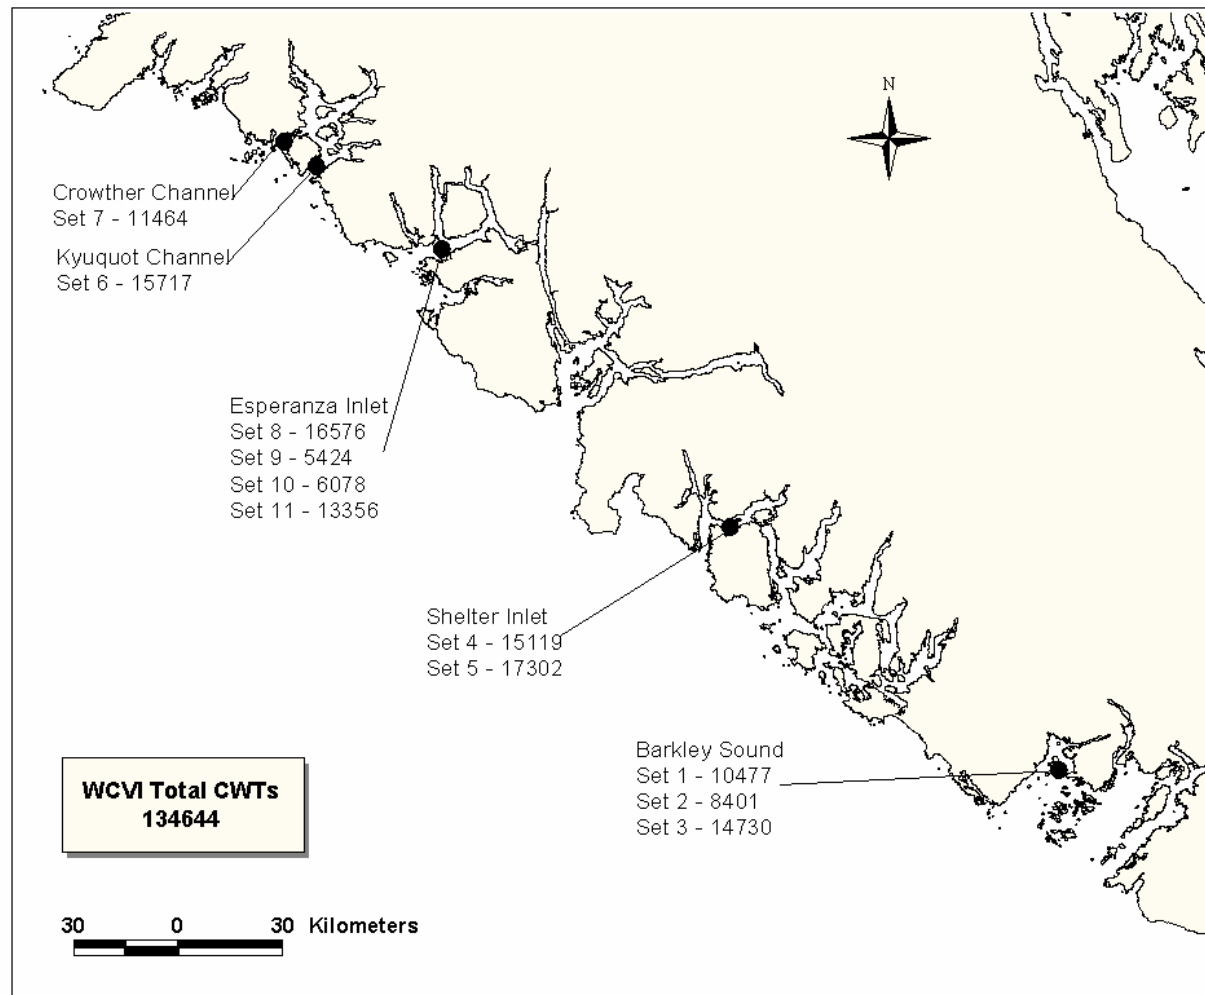 N
Crowther Channel
Set 7 - 11464
Kyuquot Channel
Set 6 - 15717
Esperanza Inlet
Set 8 - 16576
Set 9 - 5424
Set 10 - 6078
Set 11 - 13356
Shelter Inlet
Set 4 - 15119
Set 5 - 17302
Barkley Sound
Set 1 - 10477
Set 2 - 8401
Set 3 - 14730
WCVI Total CWTs
134644
30 0 30 Kilometers